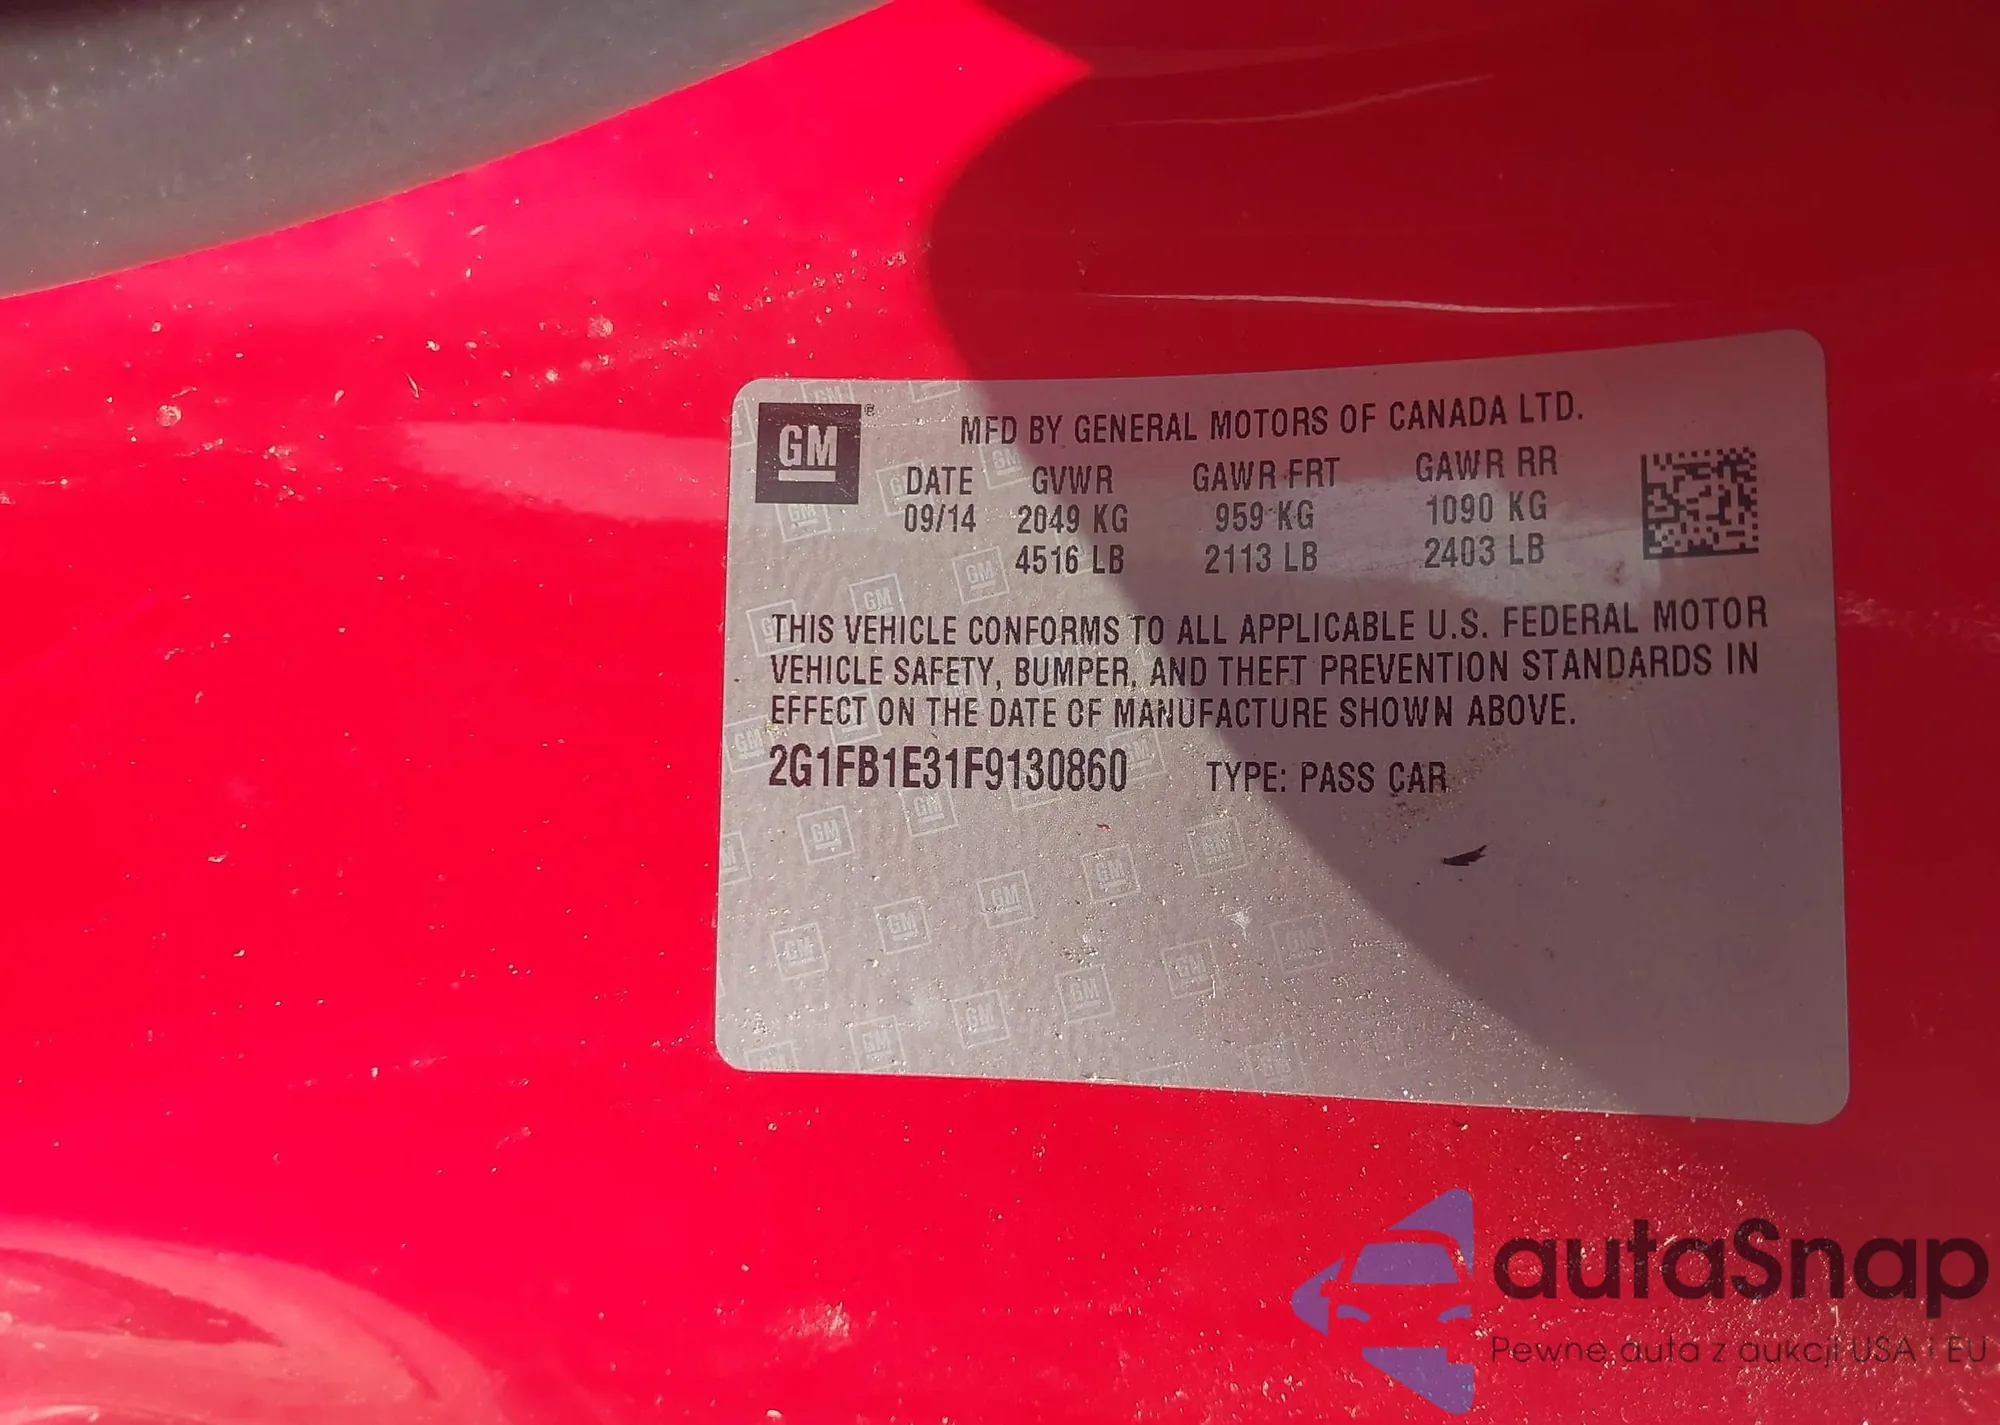 GM ®
MFD BY GENERAL MOTORS OF CANADA LTD.
DATE GVWR GAWR FRT GAWR RR
09/14 2049 KG 959 KG 1090 KG
4516 LB 2113 LB 2403 LB
THIS VEHICLE CONFORMS TO ALL APPLICABLE U.S. FEDERAL MOTOR
VEHICLE SAFETY, BUMPER, AND THEFT PREVENTION STANDARDS IN
EFFECT ON THE DATE OF MANUFACTURE SHOWN ABOVE.
2G1FB1E31F9130860 TYPE: PASS CAR
autaSnap
Pewne auta z aukcji USA i EU